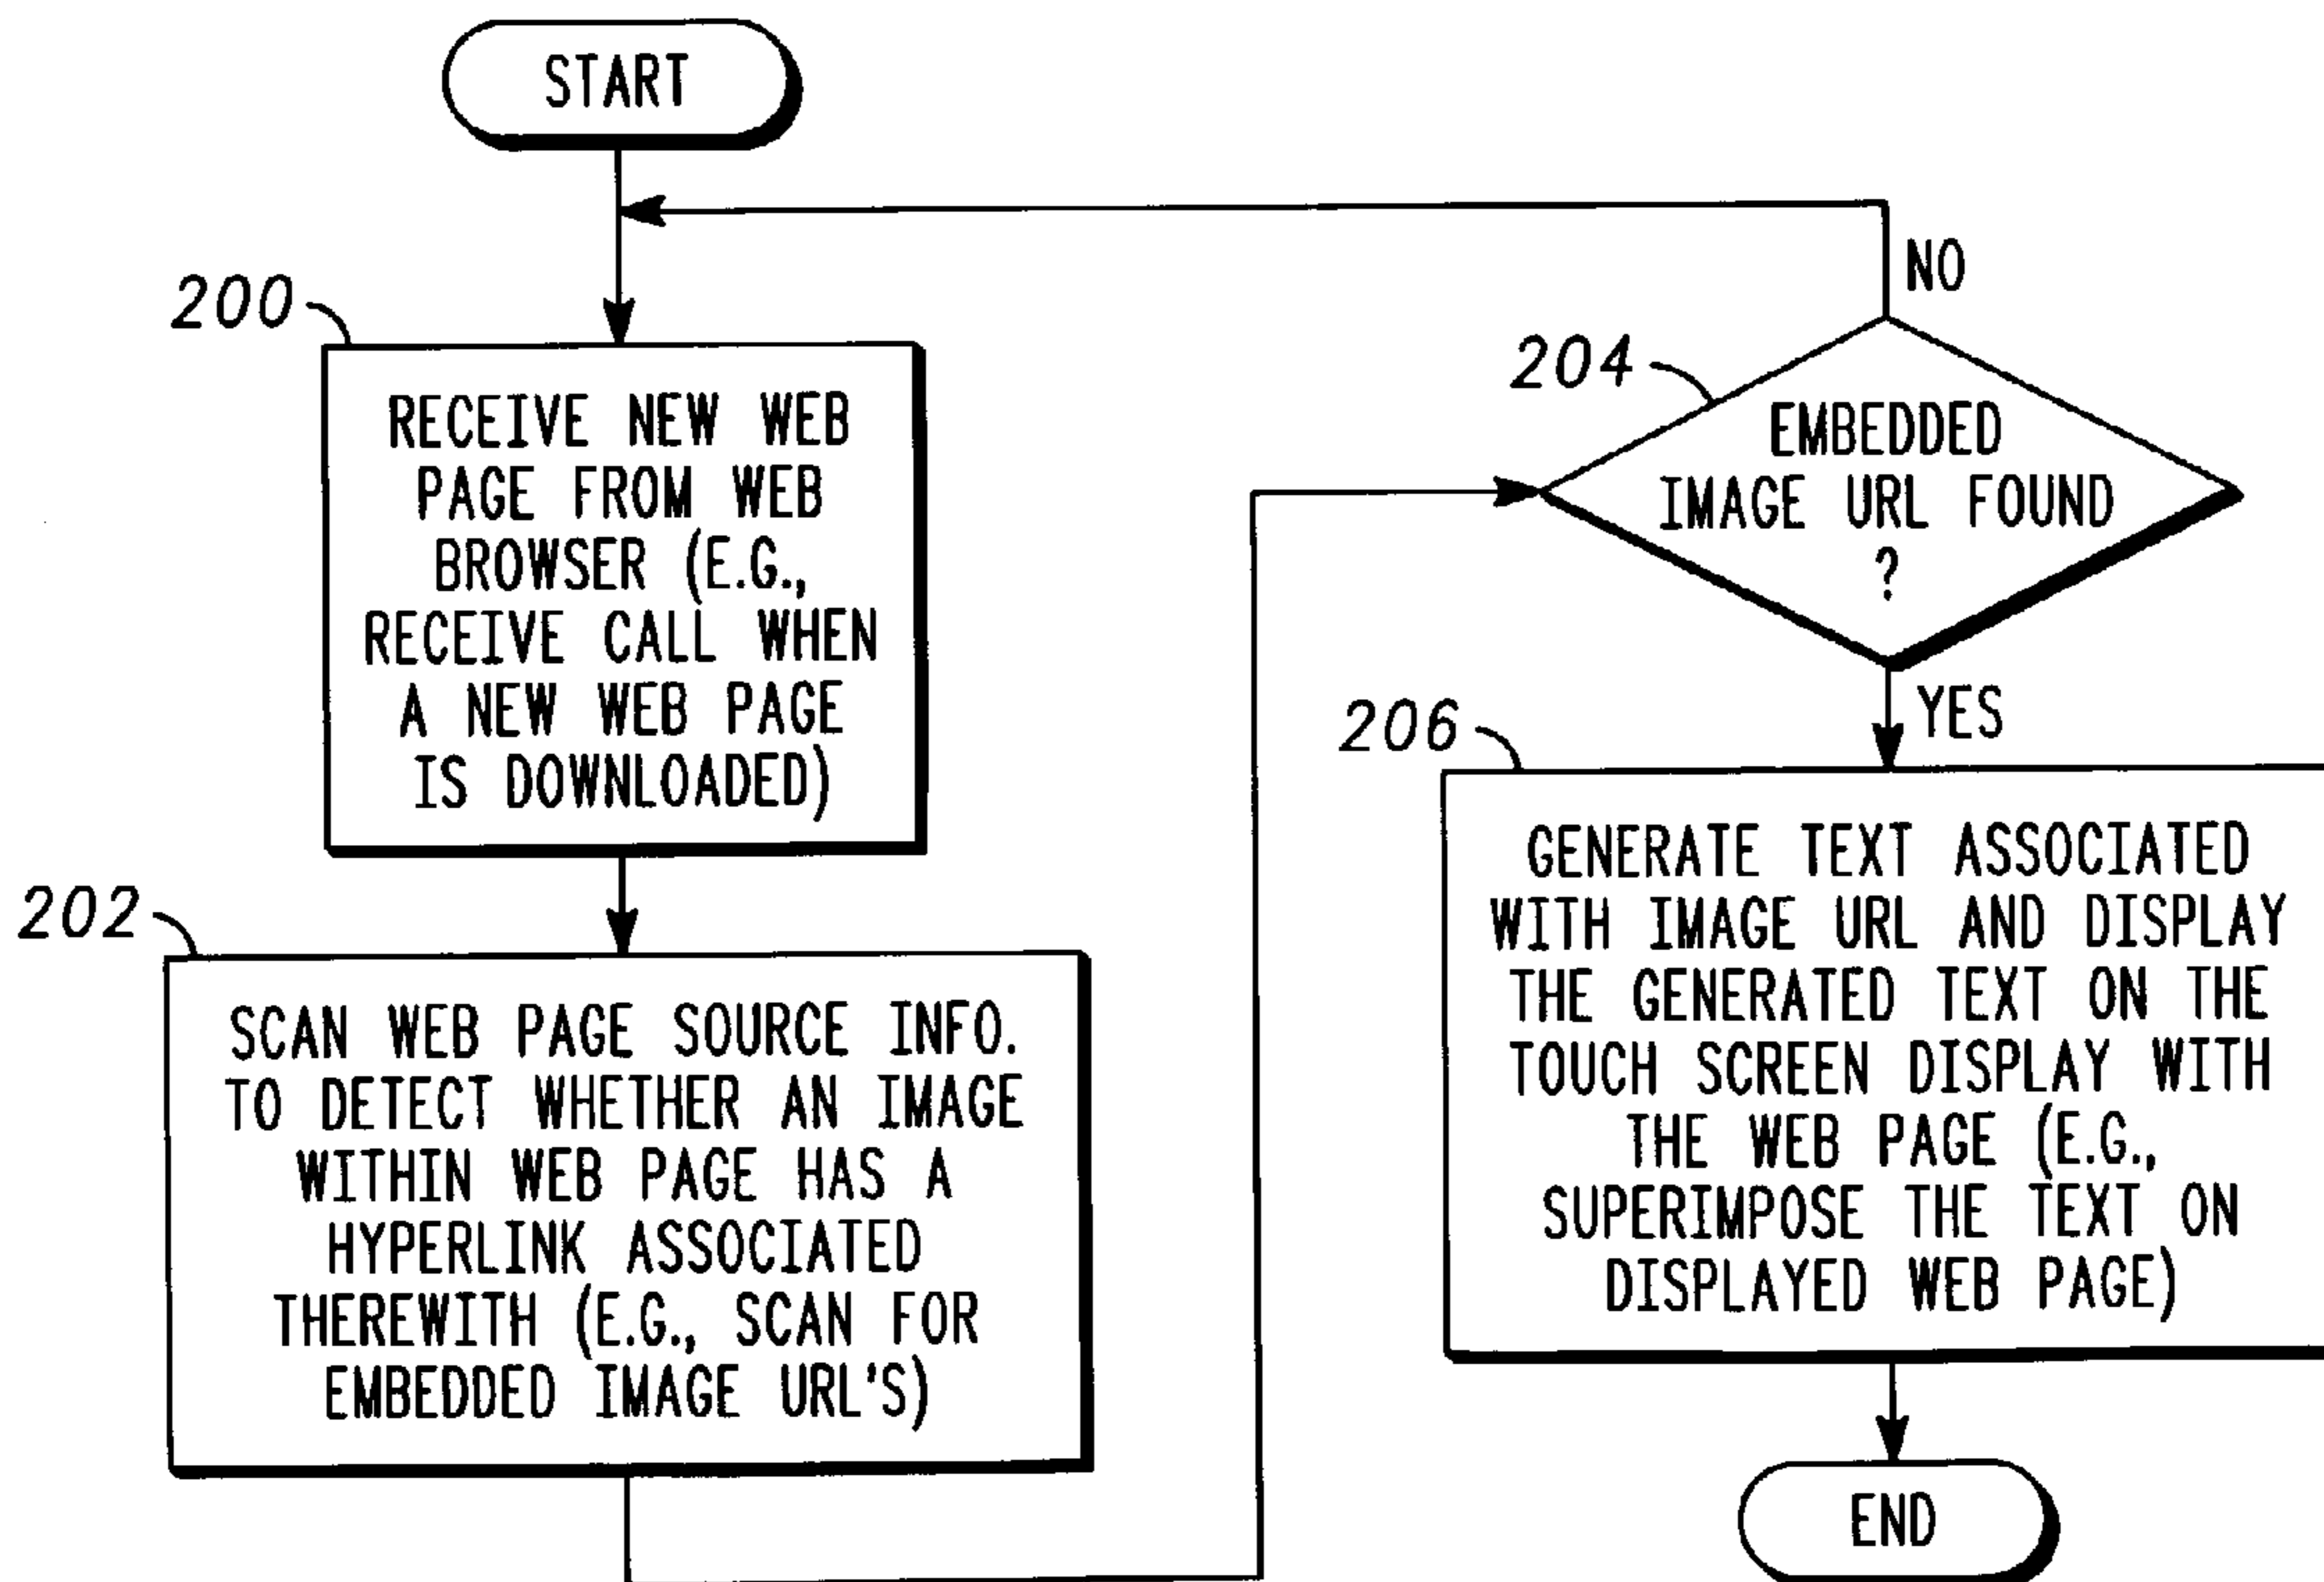 START
200
RECEIVE NEW WEB
PAGE FROM WEB
BROWSER (E.G.,
RECEIVE CALL WHEN
A NEW WEB PAGE
IS DOWNLOADED)
202
SCAN WEB PAGE SOURCE INFO.
TO DETECT WHETHER AN IMAGE
WITHIN WEB PAGE HAS A
HYPERLINK ASSOCIATED
THEREWITH (E.G., SCAN FOR
EMBEDDED IMAGE URL'S)
NO
204
EMBEDDED
IMAGE URL FOUND
?
YES
206
GENERATE TEXT ASSOCIATED
WITH IMAGE URL AND DISPLAY
THE GENERATED TEXT ON THE
TOUCH SCREEN DISPLAY WITH
THE WEB PAGE (E.G.,
SUPERIMPOSE THE TEXT ON
DISPLAYED WEB PAGE)
END